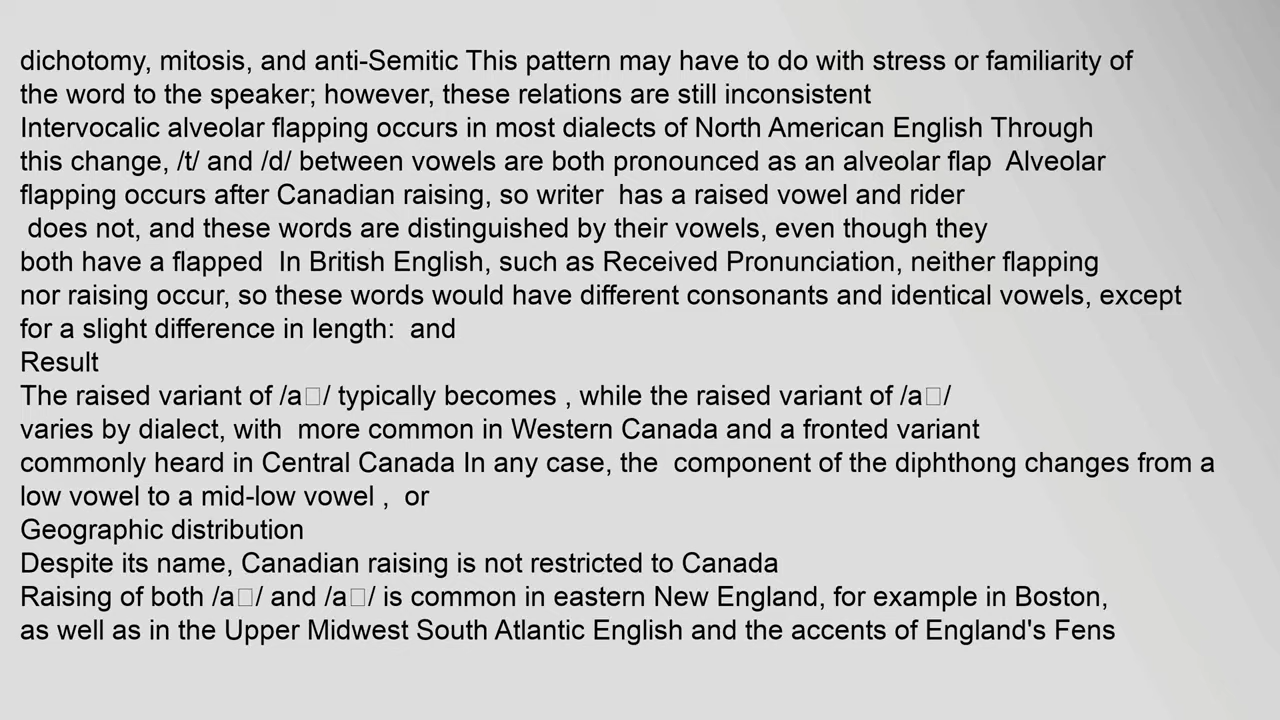 dichotomy, mitosis, and anti-Semitic This pattern may have to do with stress or familiarity of
the word to the speaker; however, these relations are still inconsistent
Intervocalic alveolar flapping occurs in most dialects of North American English Through
this change, /t/ and /d/ between vowels are both pronounced as an alveolar flap  Alveolar
flapping occurs after Canadian raising, so writer  has a raised vowel and rider
does not, and these words are distinguished by their vowels, even though they
both have a flapped  In British English, such as Received Pronunciation, neither flapping
nor raising occur, so these words would have different consonants and identical vowels, except
for a slight difference in length:  and
Result
The raised variant of /a□/ typically becomes , while the raised variant of /a□/
varies by dialect, with  more common in Western Canada and a fronted variant
commonly heard in Central Canada In any case, the  component of the diphthong changes from a
low vowel to a mid-low vowel ,  or
Geographic distribution
Despite its name, Canadian raising is not restricted to Canada
Raising of both /a□/ and /a□/ is common in eastern New England, for example in Boston,
as well as in the Upper Midwest South Atlantic English and the accents of England's Fens